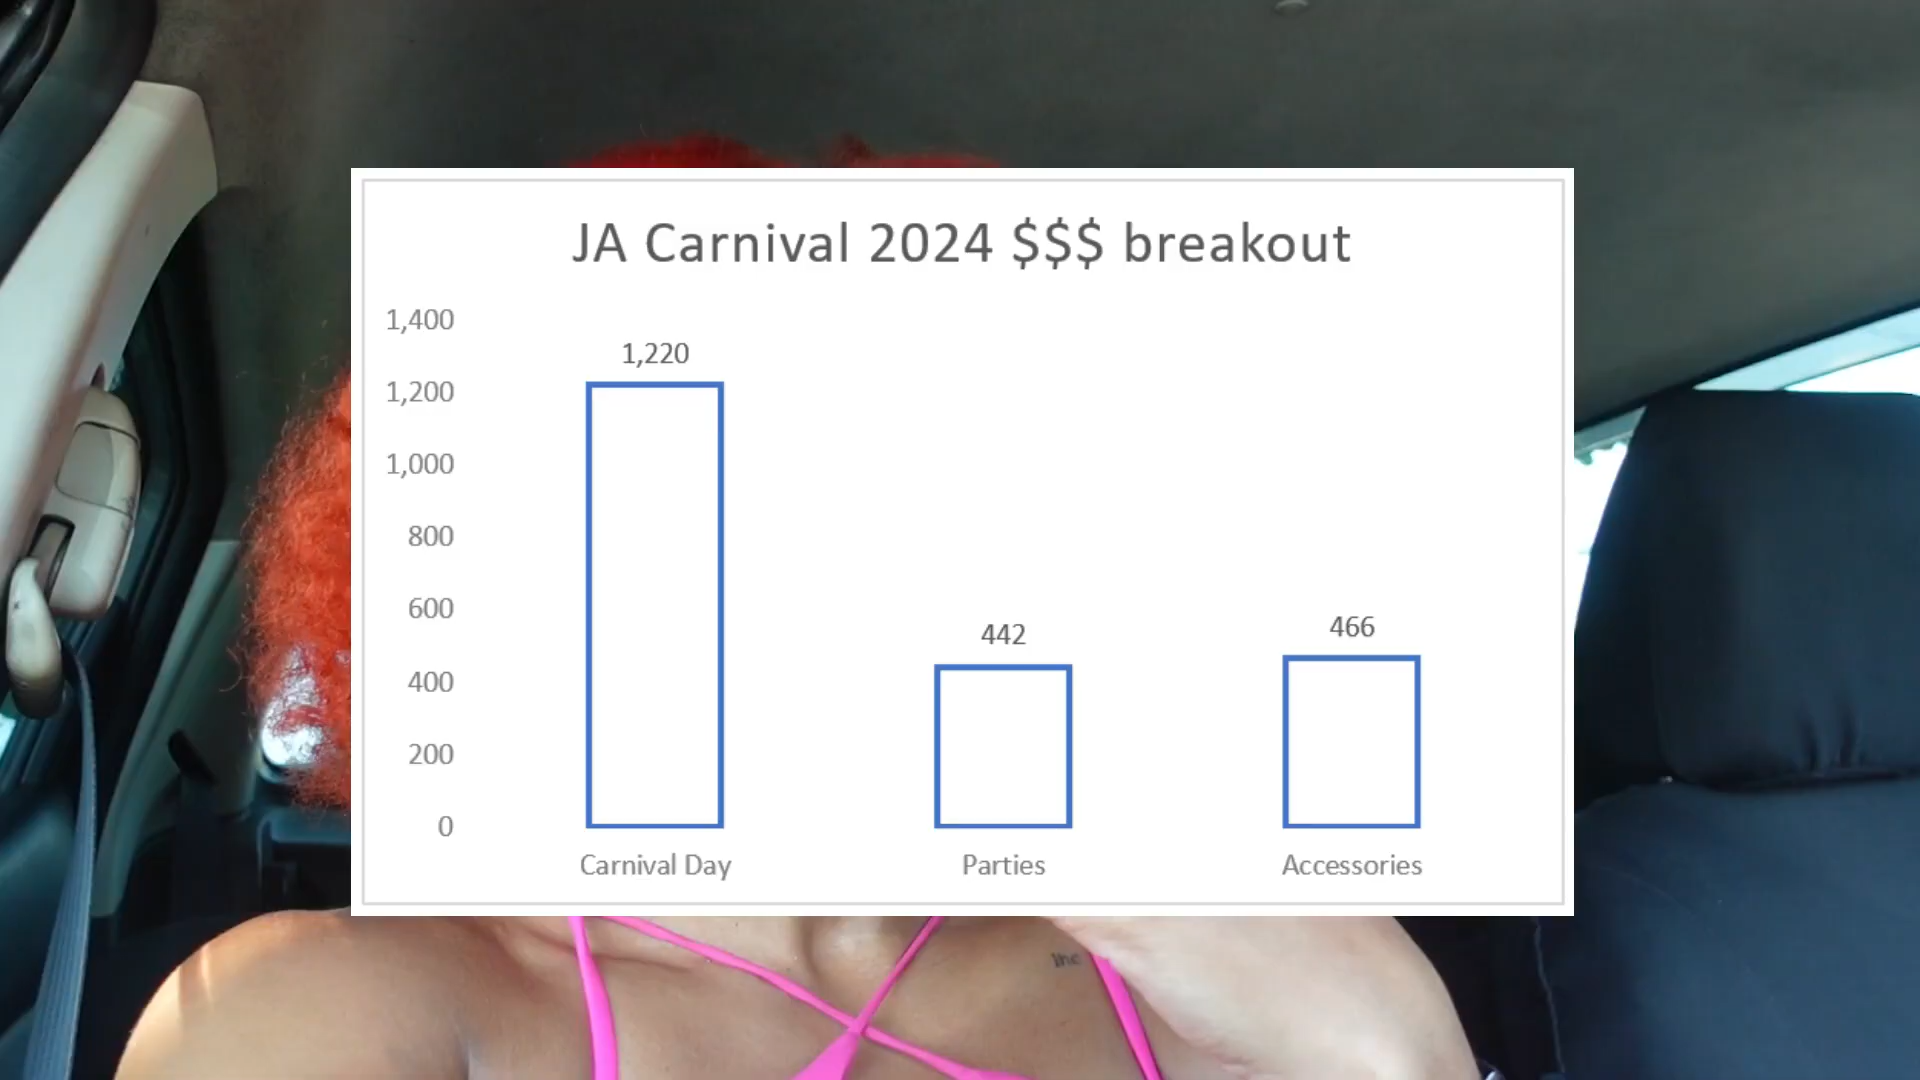 JA Carnival 2024 $$$ breakout
1,400
1,200
1,000
800
600
400
200
0
1,220
442
466
Carnival Day
Parties
Accessories